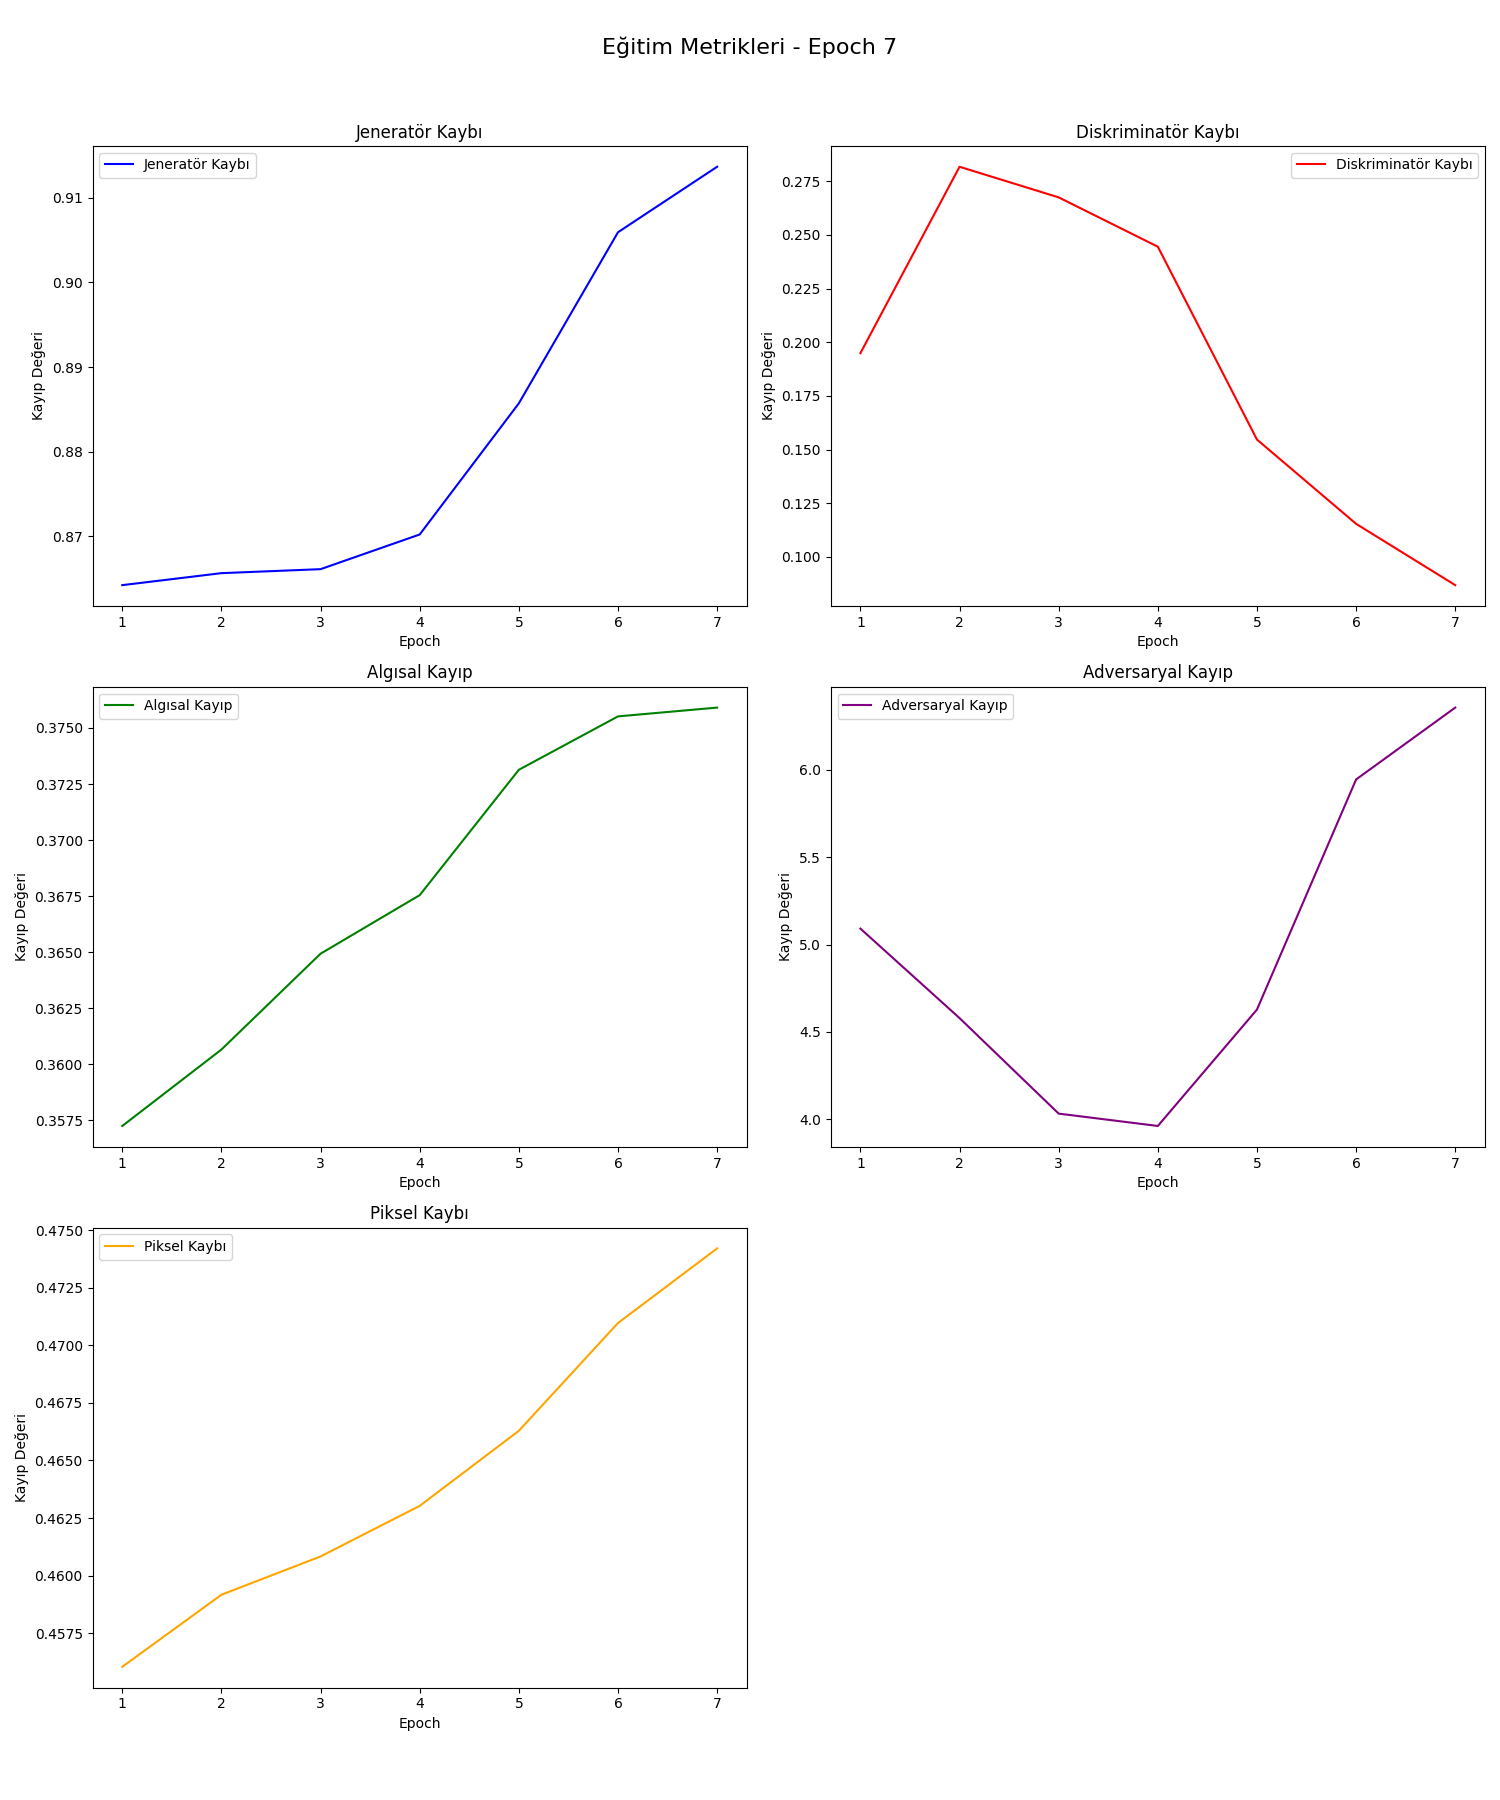 Eğitim Metrikleri - Epoch 7
Jeneratör Kaybı
Jeneratör Kaybı
0.91
0.90
0.89
0.88
0.87
Kayıp Değeri
1 2 3 4 5 6 7
Epoch
Diskriminatör Kaybı
Diskriminatör Kaybı
0.275
0.250
0.225
0.200
0.175
0.150
0.125
0.100
Kayıp Değeri
1 2 3 4 5 6 7
Epoch
Algısal Kayıp
Algısal Kayıp
0.3750
0.3725
0.3700
0.3675
0.3650
0.3625
0.3600
0.3575
Kayıp Değeri
1 2 3 4 5 6 7
Epoch
Adversaryal Kayıp
Adversaryal Kayıp
6.0
5.5
5.0
4.5
4.0
Kayıp Değeri
1 2 3 4 5 6 7
Epoch
Piksel Kaybı
Piksel Kaybı
0.4750
0.4725
0.4700
0.4675
0.4650
0.4625
0.4600
0.4575
Kayıp Değeri
1 2 3 4 5 6 7
Epoch